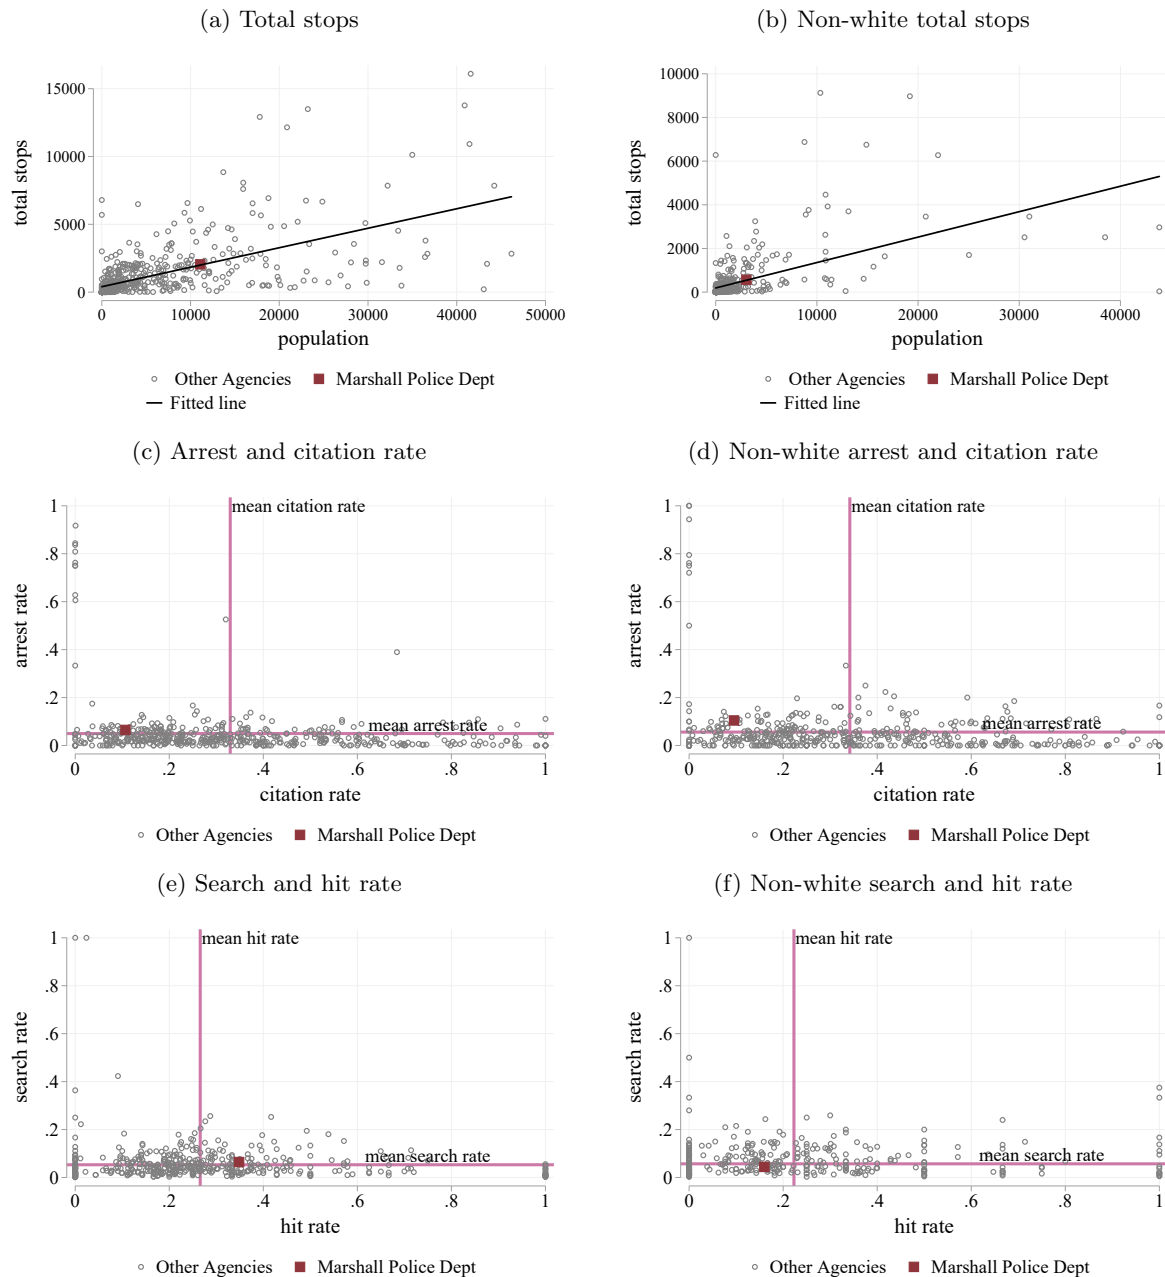 (a) Total stops
(b) Non-white total stops
total stops
15000
10000
5000
0
0 10000 20000 30000 40000 50000
population
Other Agencies Marshall Police Dept
Fitted line
total stops
10000
8000
6000
4000
2000
0
0 10000 20000 30000 40000
population
Other Agencies Marshall Police Dept
Fitted line
(c) Arrest and citation rate
(d) Non-white arrest and citation rate
arrest rate
1
.8
.6
.4
.2
0
mean citation rate
mean arrest rate
0 .2 .4 .6 .8 1
citation rate
Other Agencies Marshall Police Dept
arrest rate
1
.8
.6
.4
.2
0
mean citation rate
mean arrest rate
0 .2 .4 .6 .8 1
citation rate
Other Agencies Marshall Police Dept
(e) Search and hit rate
(f) Non-white search and hit rate
search rate
1
.8
.6
.4
.2
0
mean hit rate
mean search rate
0 .2 .4 .6 .8 1
hit rate
Other Agencies Marshall Police Dept
search rate
1
.8
.6
.4
.2
0
mean hit rate
mean search rate
0 .2 .4 .6 .8 1
hit rate
Other Agencies Marshall Police Dept